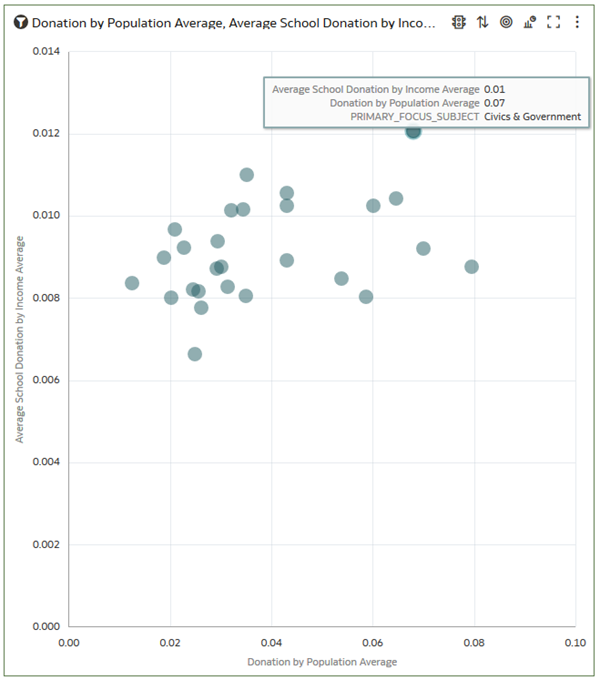 Donation by Population Average, Average School Donation by Inco...
0.014
Average School Donation by Income Average 0.01
Donation by Population Average 0.07
PRIMARY_FOCUS_SUBJECT Civics & Government
0.012
0.010
0.008
0.006
0.004
0.002
0.000
Average School Donation by Income Average
0.00 0.02 0.04 0.06 0.08 0.10
Donation by Population Average